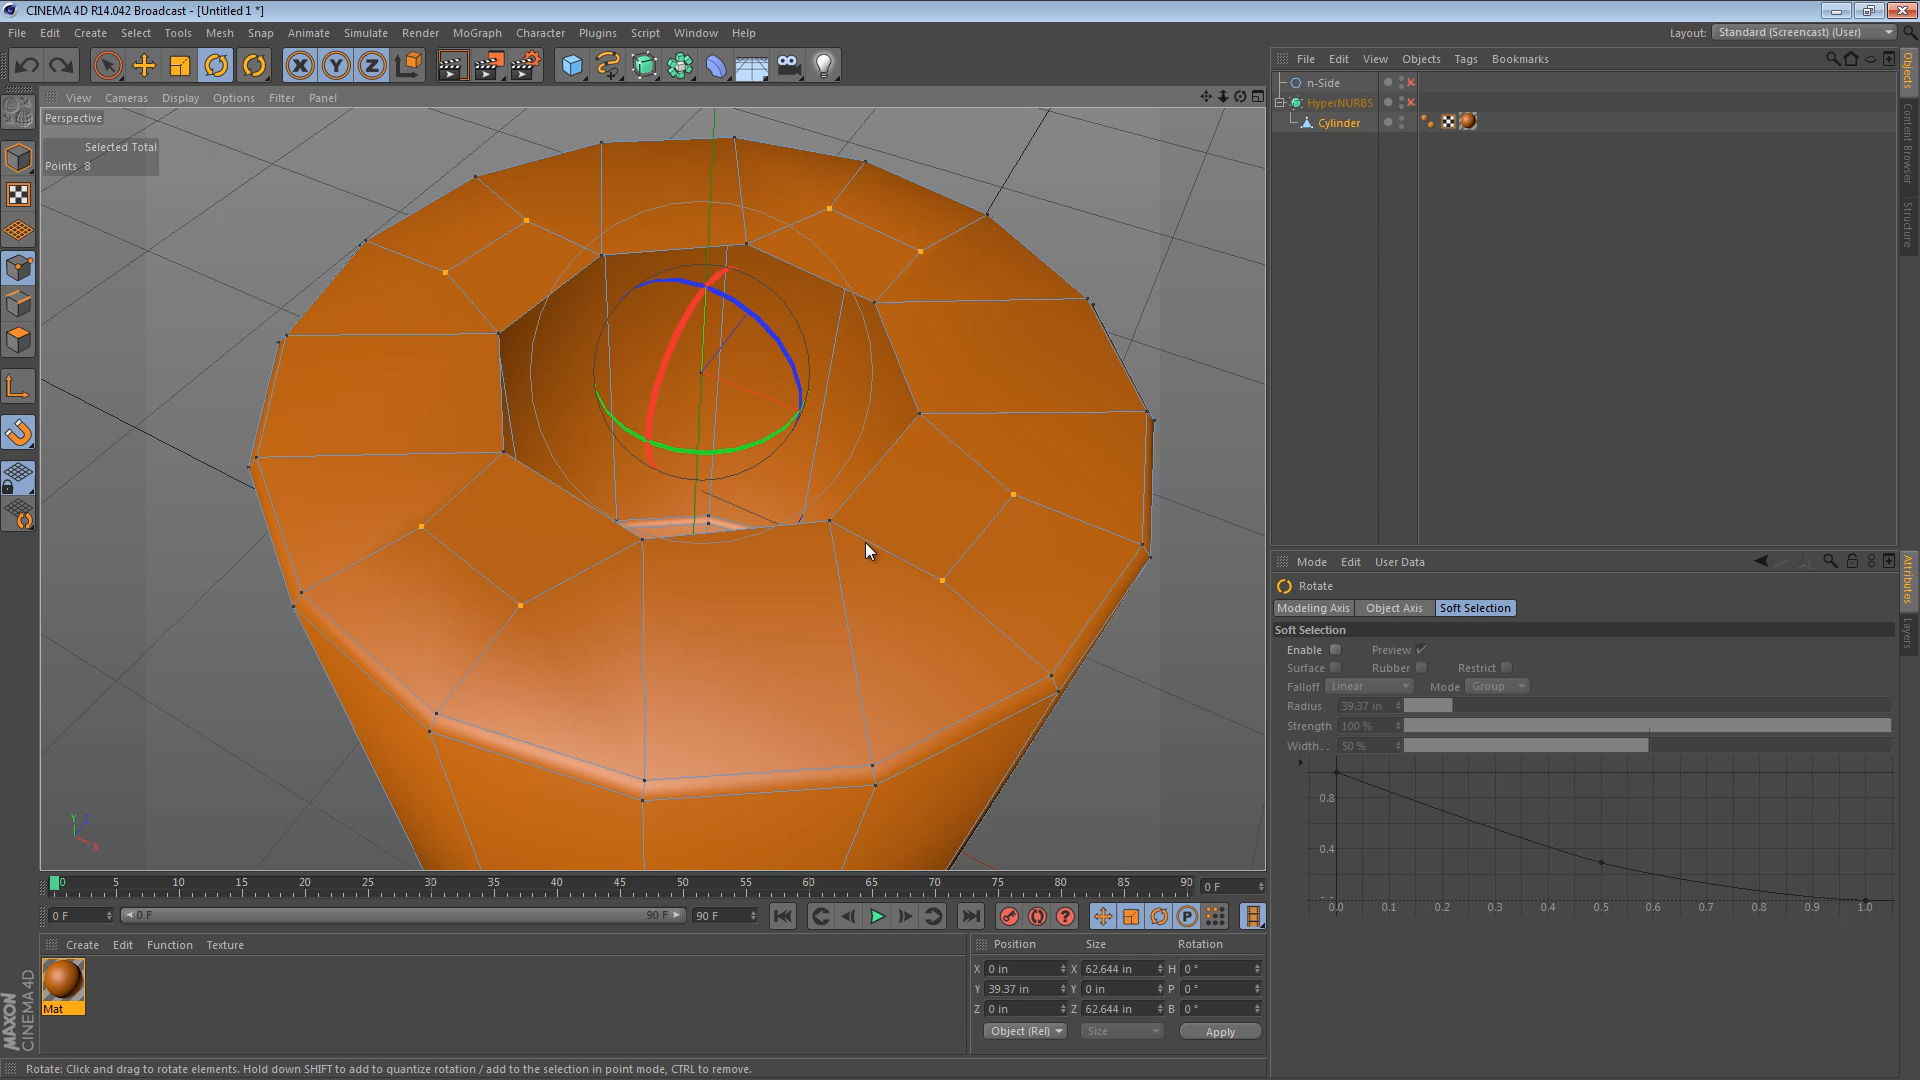 CINEMA 4D R14.042 Broadcast - [Untitled 1 *]
File Edit Create Select Tools Mesh Snap Animate Simulate Render MoGraph Character Plugins Script Window Help
Layout: Standard (Screencast) (User)
X Y Z
File Edit View Objects Tags Bookmarks
View Cameras Display Options Filter Panel
Perspective
Selected Total
Points 8
n-Side
HyperNURBS
Cylinder
Objects
Content Browser
Structure
Mode Edit User Data
Rotate
Modeling Axis Object Axis Soft Selection
Soft Selection
Enable Preview
Surface Rubber Restrict
Falloff Linear Mode Group
Radius 39.37 in
Strength 100 %
Width.. 50 %
0.8
0.4
0.0 0.1 0.2 0.3 0.4 0.5 0.6 0.7 0.8 0.9 1.0
Attributes
Layers
Y Z
X
0 5 10 15 20 25 30 35 40 45 50 55 60 65 70 75 80 85 90 0 F
0 F 0 F 90 F 90 F
P
Create Edit Function Texture
Mat
MAXON
CINEMA 4D
Position Size Rotation
X 0 in X 62.644 in H 0 °
Y 39.37 in Y 0 in P 0 °
Z 0 in Z 62.644 in B 0 °
Object (Rel) Size Apply
Rotate: Click and drag to rotate elements. Hold down SHIFT to add to quantize rotation / add to the selection in point mode, CTRL to remove.